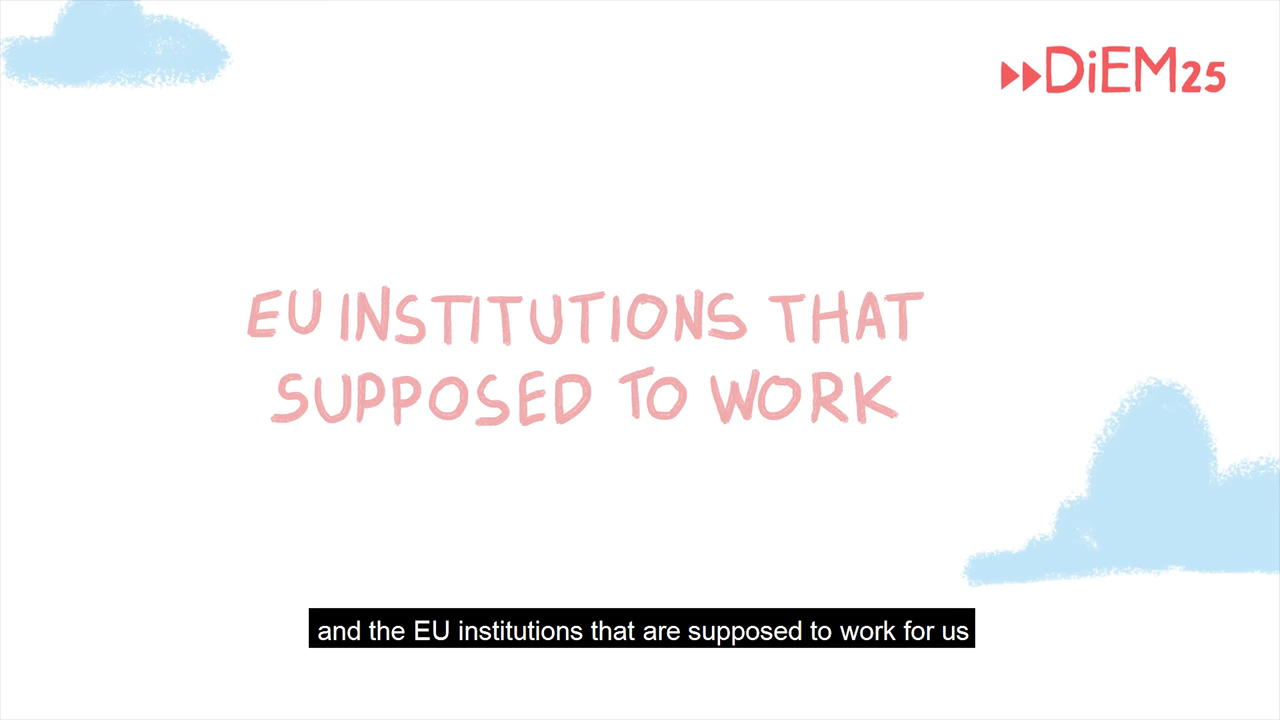 DiEM25
EU INSTITUTIONS THAT
SUPPOSED TO WORK
and the EU institutions that are supposed to work for us